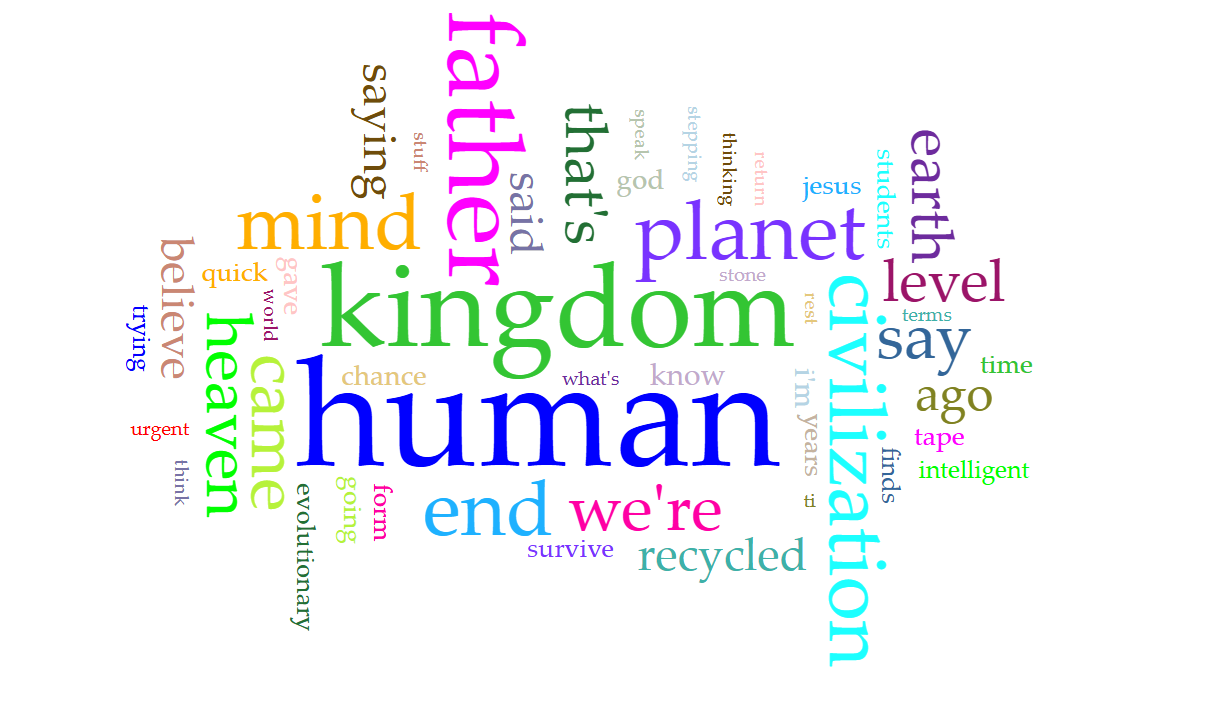 father
saying
stuff
that's
speak
stepping
thinking
return
god
said
jesus
students
earth
mind
planet
believe
quick
gave
world
kingdom
stone
level
terms
rest
say
trying
heaven
came
civilization
time
chance
what's
know
i'm
ago
human
years
tape
urgent
think
finds
intelligent
evolutionary
going
form
end
we're
ti
survive
recycled